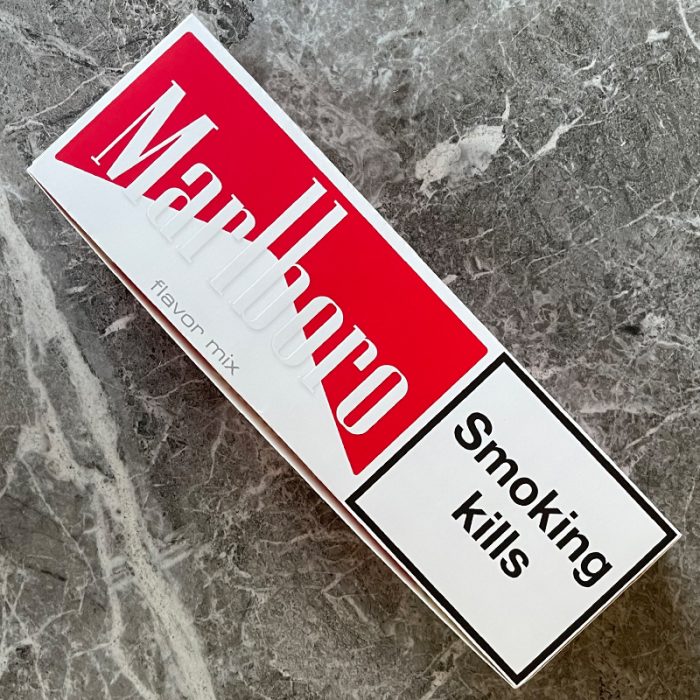 Marlboro
flavor mix
Smoking
kills